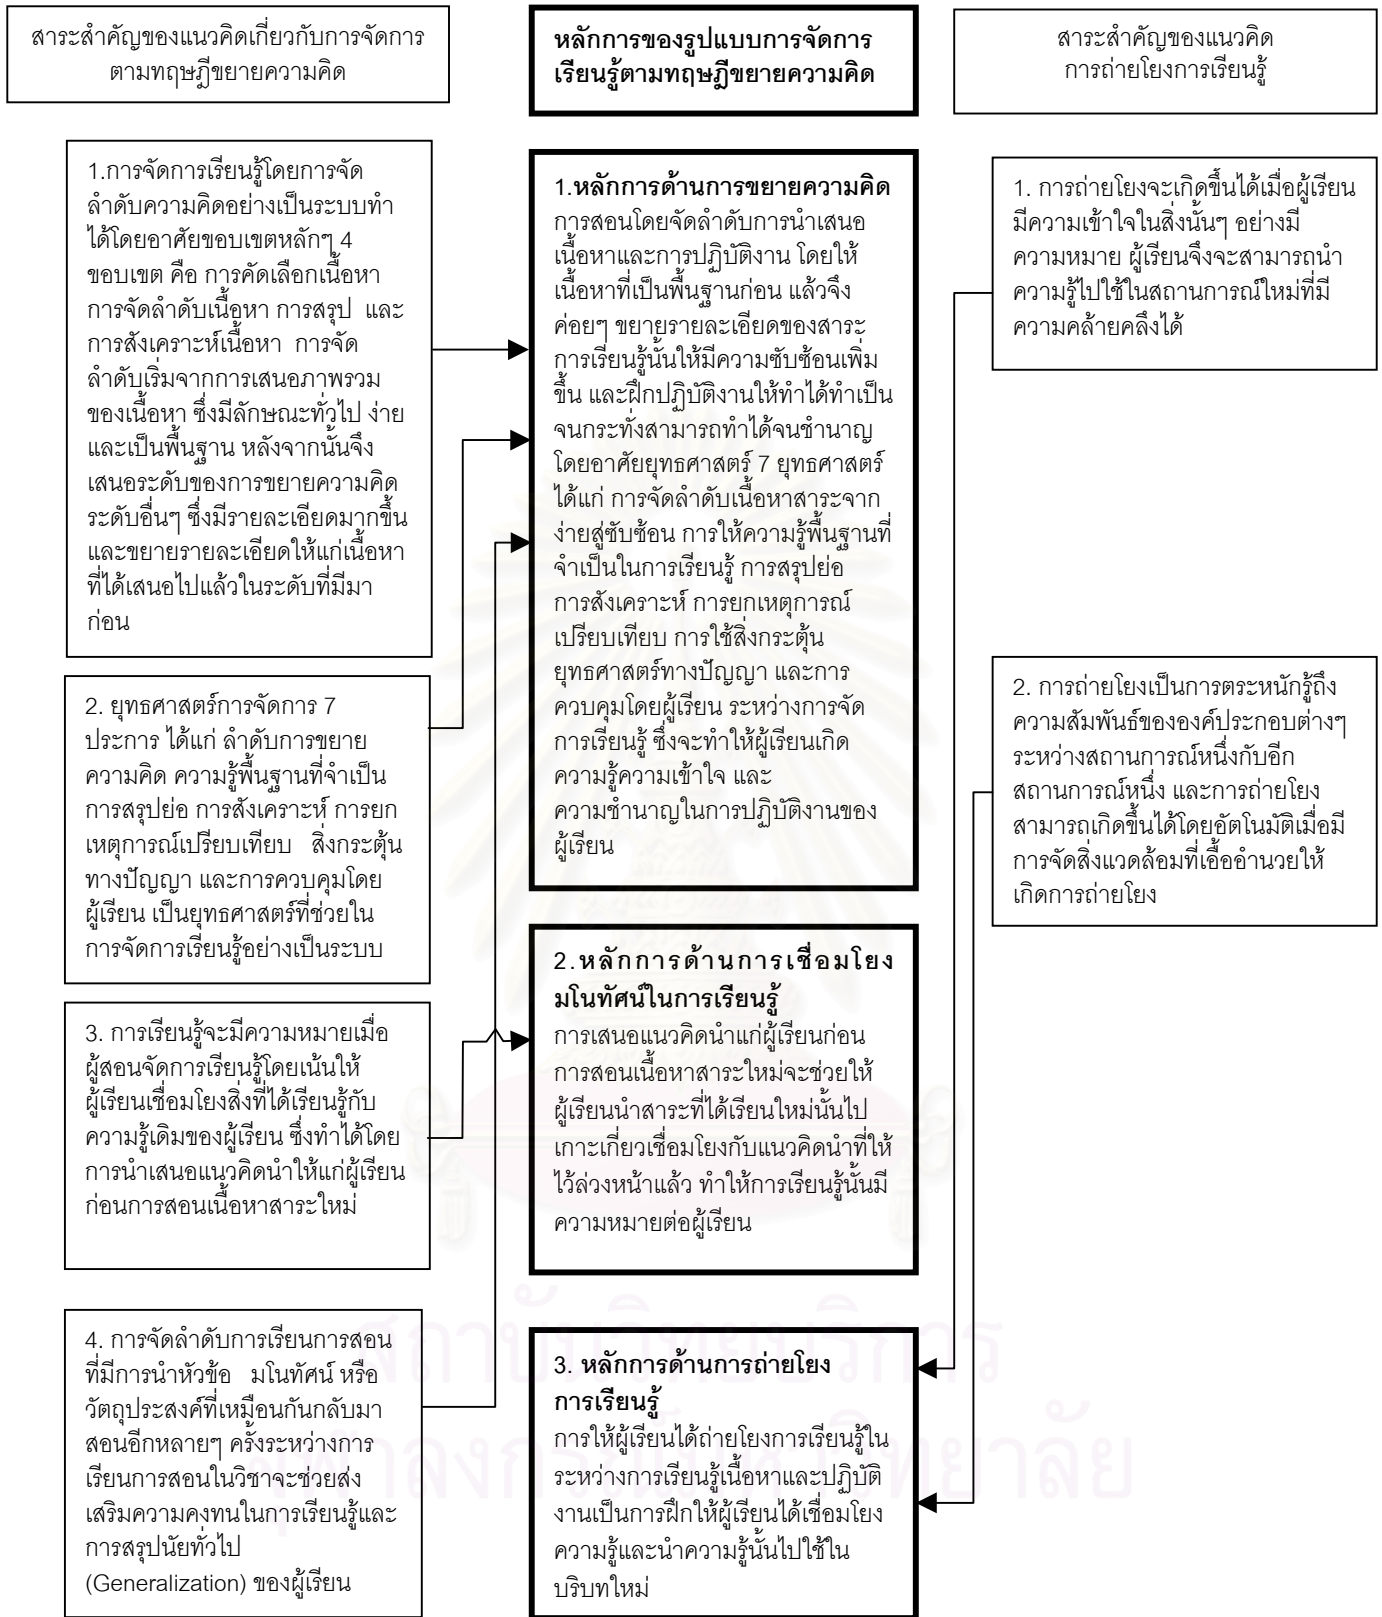 สาระสำคัญของแนวคิดเกี่ยวกับการจัดการ
ตามทฤษฎีขยายความคิด
หลักการของรูปแบบการจัดการ
เรียนรู้ตามทฤษฎีขยายความคิด
สาระสำคัญของแนวคิด
การถ่ายโยงการเรียนรู้
1.การจัดการเรียนรู้โดยการจัด
ลำดับความคิดอย่างเป็นระบบทำ
ได้โดยอาศัยขอบเขตหลักๆ 4
ขอบเขต คือ การคัดเลือกเนื้อหา
การจัดลำดับเนื้อหา การสรุป และ
การสังเคราะห์เนื้อหา การจัด
ลำดับเริ่มจากการเสนอภาพรวม
ของเนื้อหา ซึ่งมีลักษณะทั่วไป ง่าย
และเป็นพื้นฐาน หลังจากนั้นจึง
เสนอระดับของการขยายความคิด
ระดับอื่นๆ ซึ่งมีรายละเอียดมากขึ้น
และขยายรายละเอียดให้แก่เนื้อหา
ที่ได้เสนอไปแล้วในระดับที่มีมา
ก่อน
2. ยุทธศาสตร์การจัดการ 7
ประการ ได้แก่ ลำดับการขยาย
ความคิด ความรู้พื้นฐานที่จำเป็น
การสรุปย่อ การสังเคราะห์ การยก
เหตุการณ์เปรียบเทียบ สิ่งกระตุ้น
ทางปัญญา และการควบคุมโดย
ผู้เรียน เป็นยุทธศาสตร์ที่ช่วยใน
การจัดการเรียนรู้อย่างเป็นระบบ
3. การเรียนรู้จะมีความหมายเมื่อ
ผู้สอนจัดการเรียนรู้โดยเน้นให้
ผู้เรียนเชื่อมโยงสิ่งที่ได้เรียนรู้กับ
ความรู้เดิมของผู้เรียน ซึ่งทำได้โดย
การนำเสนอแนวคิดนำให้แก่ผู้เรียน
ก่อนการสอนเนื้อหาสาระใหม่
4. การจัดลำดับการเรียนการสอน
ที่มีการนำหัวข้อ มโนทัศน์ หรือ
วัตถุประสงค์ที่เหมือนกันกลับมา
สอนอีกหลายๆ ครั้งระหว่างการ
เรียนการสอนในวิชาจะช่วยส่ง
เสริมความคงทนในการเรียนรู้และ
การสรุปนัยทั่วไป
(Generalization) ของผู้เรียน
1.หลักการด้านการขยายความคิด
การสอนโดยจัดลำดับการนำเสนอ
เนื้อหาและการปฏิบัติงาน โดยให้
เนื้อหาที่เป็นพื้นฐานก่อน แล้วจึง
ค่อยๆ ขยายรายละเอียดของสาระ
การเรียนรู้นั้นให้มีความซับซ้อนเพิ่ม
ขึ้น และฝึกปฏิบัติงานให้ทำได้ทำเป็น
จนกระทั่งสามารถทำได้จนชำนาญ
โดยอาศัยยุทธศาสตร์ 7 ยุทธศาสตร์
ได้แก่ การจัดลำดับเนื้อหาสาระจาก
ง่ายสู่ซับซ้อน การให้ความรู้พื้นฐานที่
จำเป็นในการเรียนรู้ การสรุปย่อ
การสังเคราะห์ การยกเหตุการณ์
เปรียบเทียบ การใช้สิ่งกระตุ้น
ยุทธศาสตร์ทางปัญญา และการ
ควบคุมโดยผู้เรียน ระหว่างการจัด
การเรียนรู้ ซึ่งจะทำให้ผู้เรียนเกิด
ความรู้ความเข้าใจ และ
ความชำนาญในการปฏิบัติงานของ
ผู้เรียน
2.หลักการด้านการเชื่อมโยง
มโนทัศน์ในการเรียนรู้
การเสนอแนวคิดนำแก่ผู้เรียนก่อน
การสอนเนื้อหาสาระใหม่จะช่วยให้
ผู้เรียนนำสาระที่ได้เรียนใหม่นั้นไป
เกาะเกี่ยวเชื่อมโยงกับแนวคิดนำที่ให้
ไว้ล่วงหน้าแล้ว ทำให้การเรียนรู้นั้นมี
ความหมายต่อผู้เรียน
3. หลักการด้านการถ่ายโยง
การเรียนรู้
การให้ผู้เรียนได้ถ่ายโยงการเรียนรู้ใน
ระหว่างการเรียนรู้เนื้อหาและปฏิบัติ
งานเป็นการฝึกให้ผู้เรียนได้เชื่อมโยง
ความรู้และนำความรู้นั้นไปใช้ใน
บริบทใหม่
1. การถ่ายโยงจะเกิดขึ้นได้เมื่อผู้เรียน
มีความเข้าใจในสิ่งนั้นๆ อย่างมี
ความหมาย ผู้เรียนจึงจะสามารถนำ
ความรู้ไปใช้ในสถานการณ์ใหม่ที่มี
ความคล้ายคลึงได้
2. การถ่ายโยงเป็นการตระหนักรู้ถึง
ความสัมพันธ์ขององค์ประกอบต่างๆ
ระหว่างสถานการณ์หนึ่งกับอีก
สถานการณ์หนึ่ง และการถ่ายโยง
สามารถเกิดขึ้นได้โดยอัตโนมัติเมื่อมี
การจัดสิ่งแวดล้อมที่เอื้ออำนวยให้
เกิดการถ่ายโยง
สถาบันวิทยบริการ
จุฬาลงกรณ์มหาวิทยาลัย